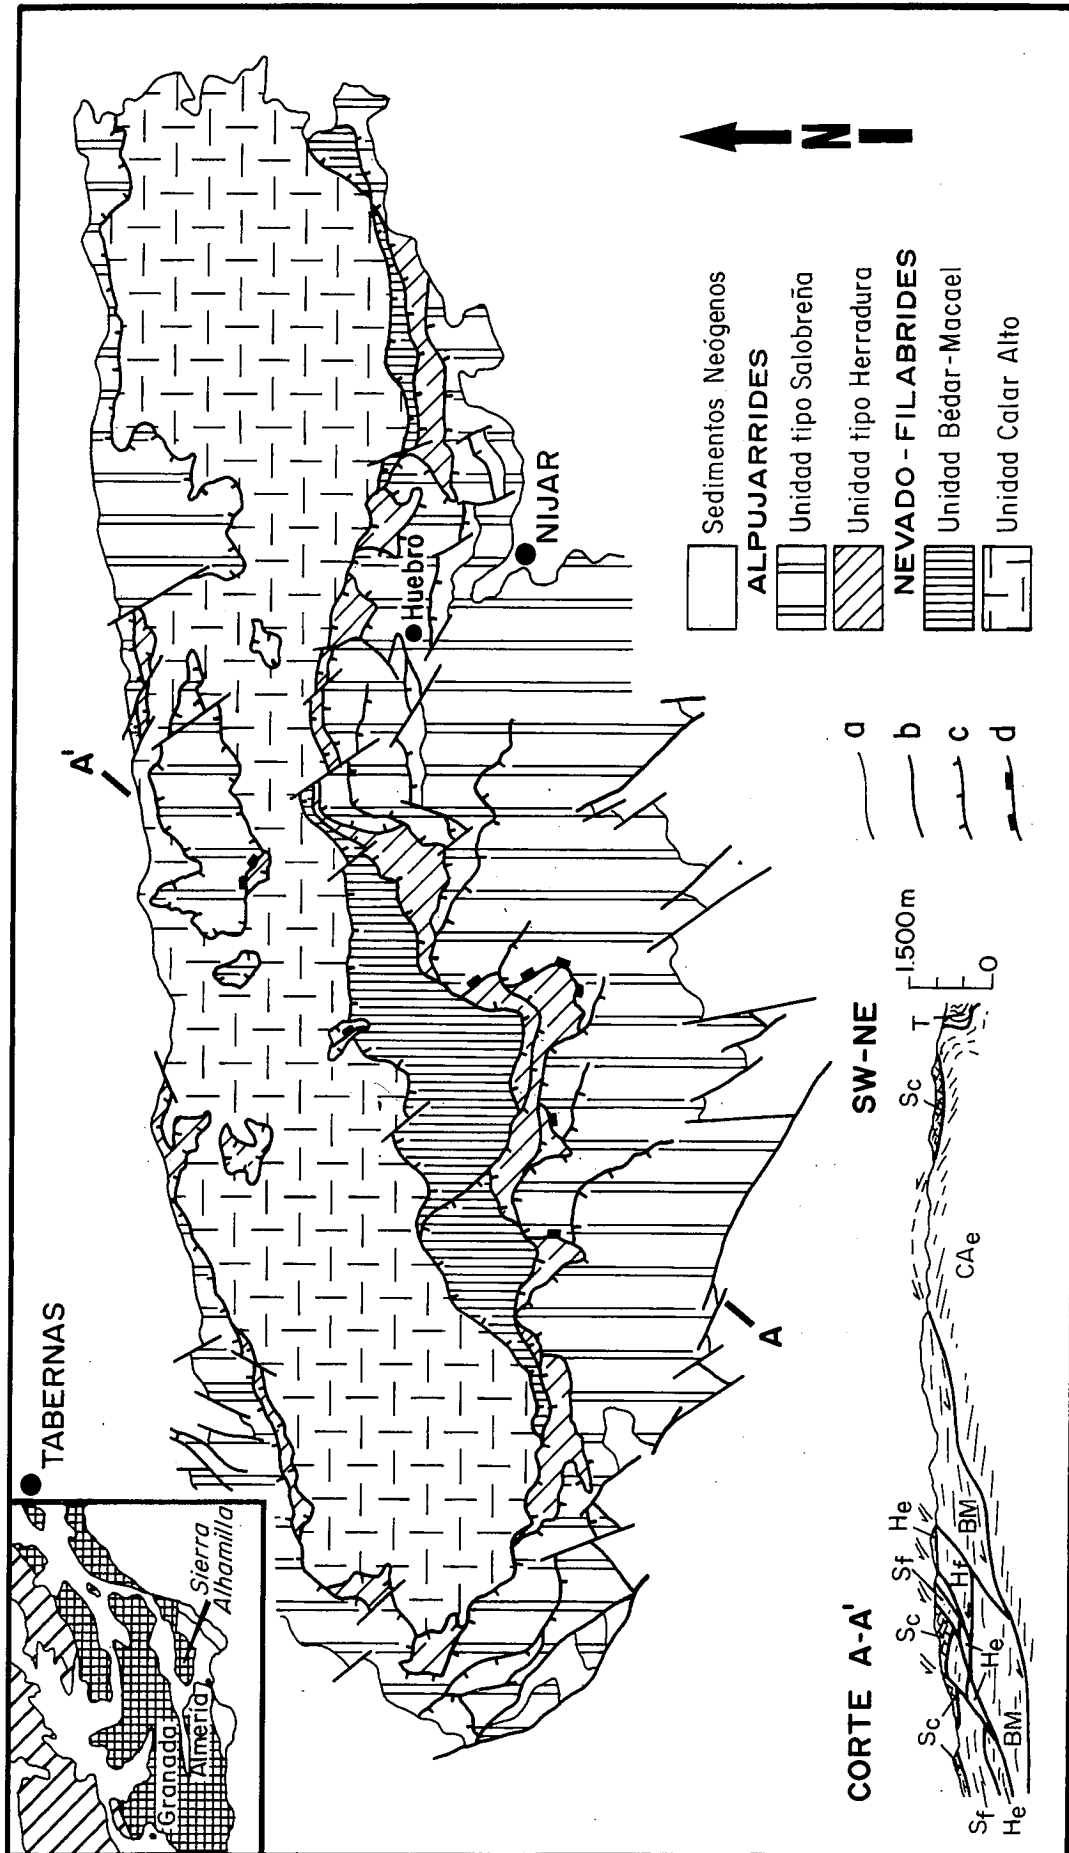 TABERNAS
Granada
Almería
Sierra
Alhamilla
A'
A
Huebro
NIJAR
N
Sedimentos Neógenos
ALPUJARRIDES
Unidad tipo Salobreña
Unidad tipo Herradura
NEVADO-FILABRIDES
Unidad Bédar-Macael
Unidad Calar Alto
a
b
c
d
CORTE A-A'
SW-NE
1.500m
O
Sf
He
Sc
BM
He
Sc
Sf
Hf
He
BM
CAe
Sc
T